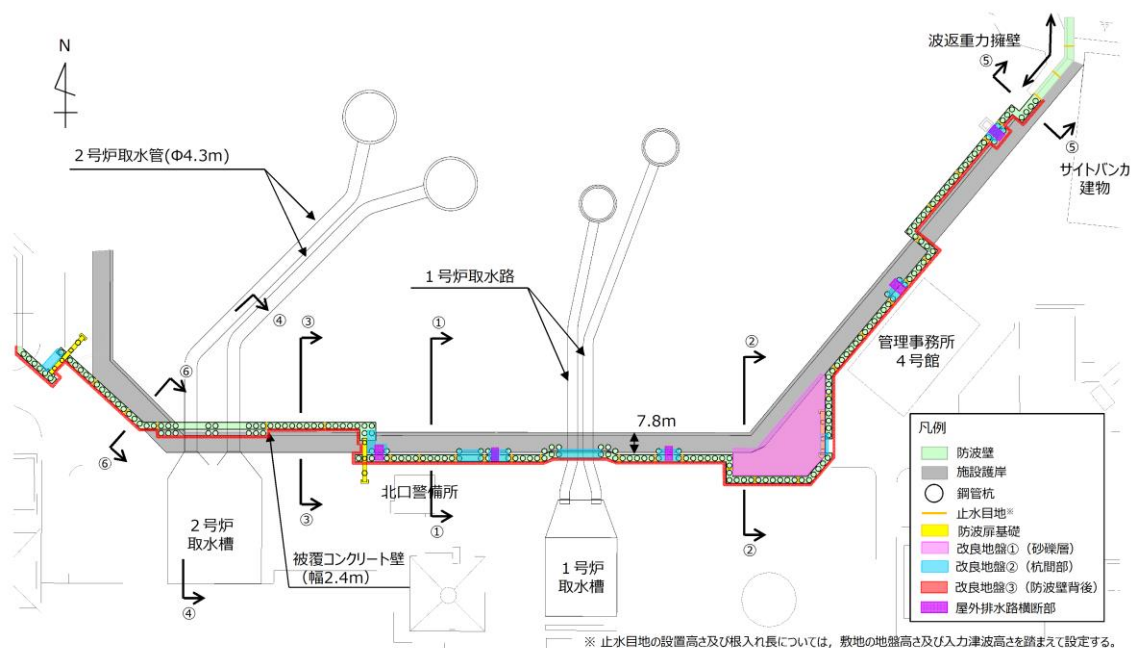 N
波返重力擁壁
⑤
⑤
サイトバンカ
建物
2号炉取水管(Φ4.3m)
1号炉取水路
④
③
①
②
管理事務所
4号館
7.8m
⑥
⑥
北口警備所
③
①
②
2号炉
取水槽
被覆コンクリート壁
(幅2.4m)
1号炉
取水槽
④
凡例
防波壁
施設護岸
鋼管杭
止水目地※
防波扉基礎
改良地盤①(砂礫層)
改良地盤②(杭間部)
改良地盤③(防波壁背後)
屋外排水路横断部
※ 止水目地の設置高さ及び根入れ長については,敷地の地盤高さ及び入力津波高さを踏まえて設定する。